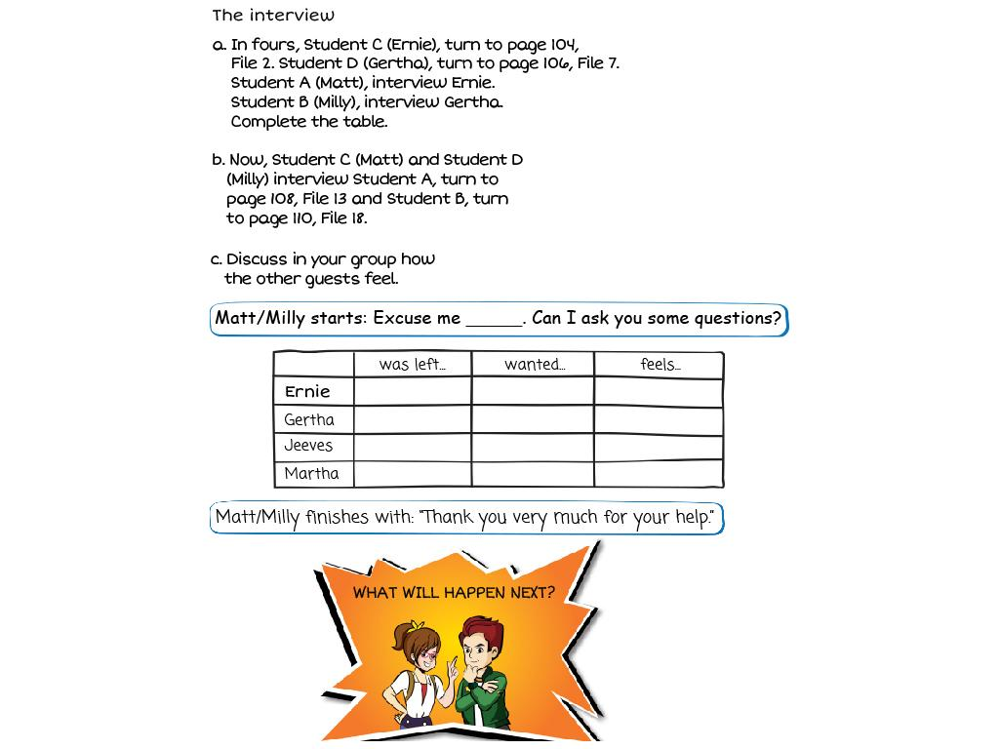 The interview
a. In fours, Student C (Ernie), turn to page 104,
File 2. Student D (Gertha), turn to page 106, File 7.
Student A (Matt), interview Ernie.
Student B (Milly), interview Gertha.
Complete the table.
b. Now, Student C (Matt) and Student D
(Milly) interview Student A, turn to
page 108, File 13 and Student B, turn
to page 110, File 18.
c. Discuss in your group how
the other guests feel.
Matt/Milly starts: Excuse me _____. Can I ask you some questions?
was left... wanted... feels...
Ernie
Gertha
Jeeves
Martha
Matt/Milly finishes with: "Thank you very much for your help."
WHAT WILL HAPPEN NEXT?